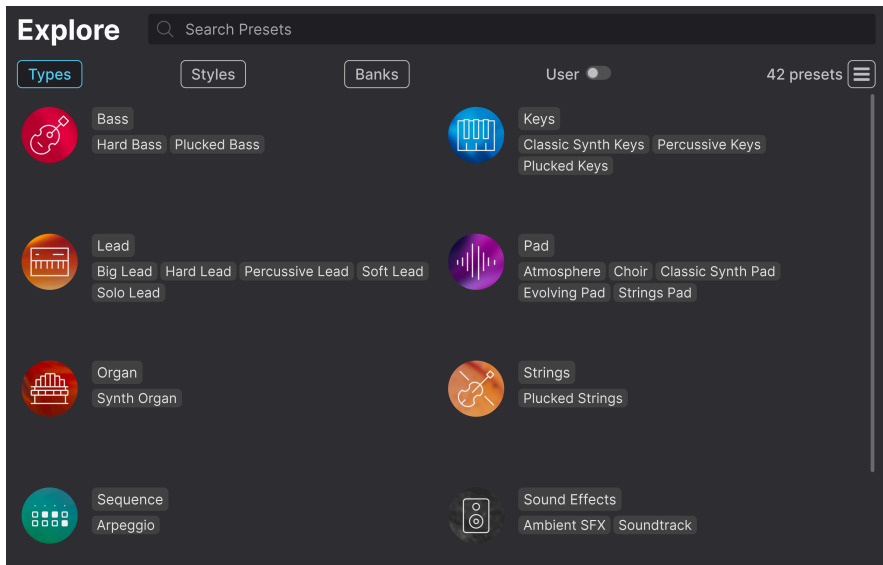 Explore
Search Presets
Types Styles Banks User 42 presets
Bass
Hard Bass Plucked Bass
Keys
Classic Synth Keys Percussive Keys
Plucked Keys
Lead
Big Lead Hard Lead Percussive Lead Soft Lead
Solo Lead
Pad
Atmosphere Choir Classic Synth Pad
Evolving Pad Strings Pad
Organ
Synth Organ
Strings
Plucked Strings
Sequence
Arpeggio
Sound Effects
Ambient SFX Soundtrack